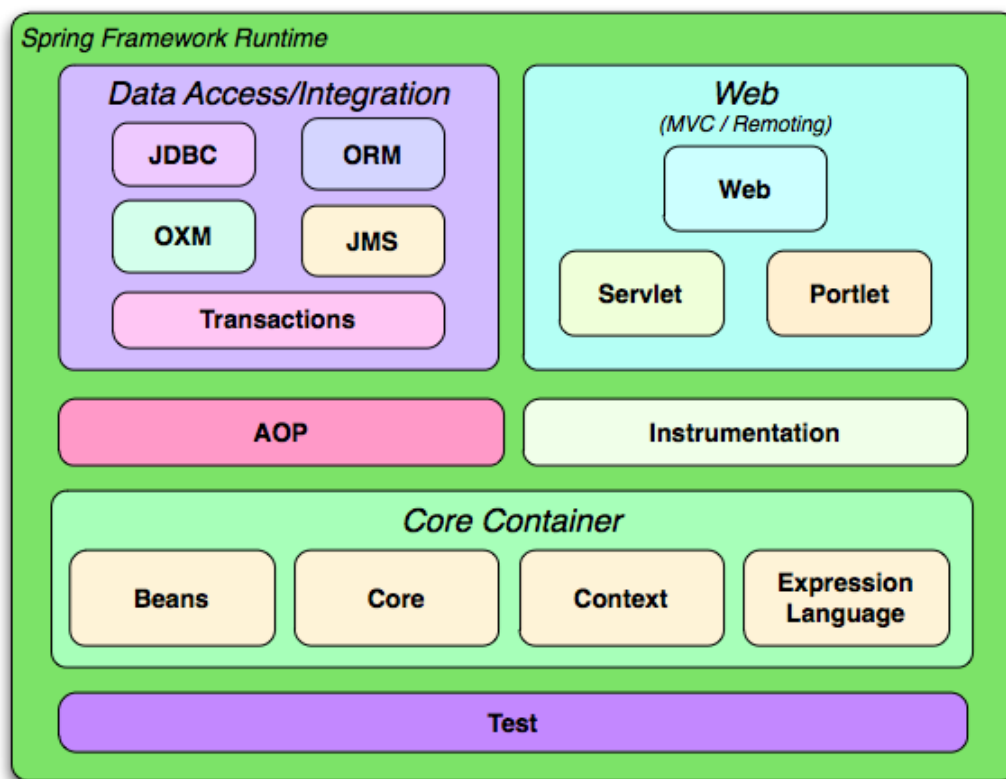 Spring Framework Runtime
Data Access/Integration
JDBC
ORM
OXM
JMS
Transactions
Web
(MVC / Remoting)
Web
Servlet
Portlet
AOP
Instrumentation
Core Container
Beans
Core
Context
Expression
Language
Test